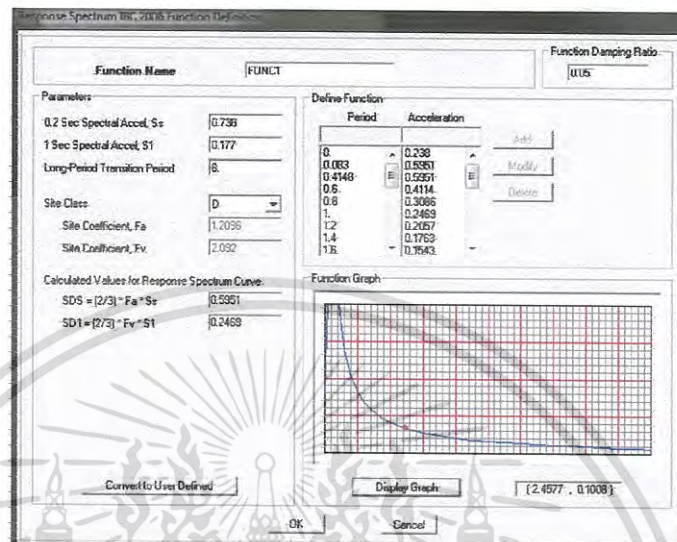 Response Spectrum IBC 2006 Function Definition
Function Name
FUNC1
Function Damping Ratio
0.05
Parameters
0.2 Sec Spectral Accel, Ss
0.738
1 Sec Spectral Accel, S1
0.177
Long-Period Transition Period
8.
Site Class
D
Site Coefficient, Fa
1.2096
Site Coefficient, Fv
2.092
Calculated Values for Response Spectrum Curve
SDS = (2/3) * Fa * Ss
0.5951
SD1 = (2/3) * Fv * S1
0.2469
Convert to User Defined
Define Function
Period
Acceleration
0. 0.238
0.083 0.5951
0.4148 0.5951
0.6 0.4114
0.8 0.3086
1. 0.2469
1.2 0.2057
1.4 0.1763
1.6 0.1543
Add
Modify
Delete
Function Graph
Display Graph
(2.4577 , 0.1008)
OK
Cancel